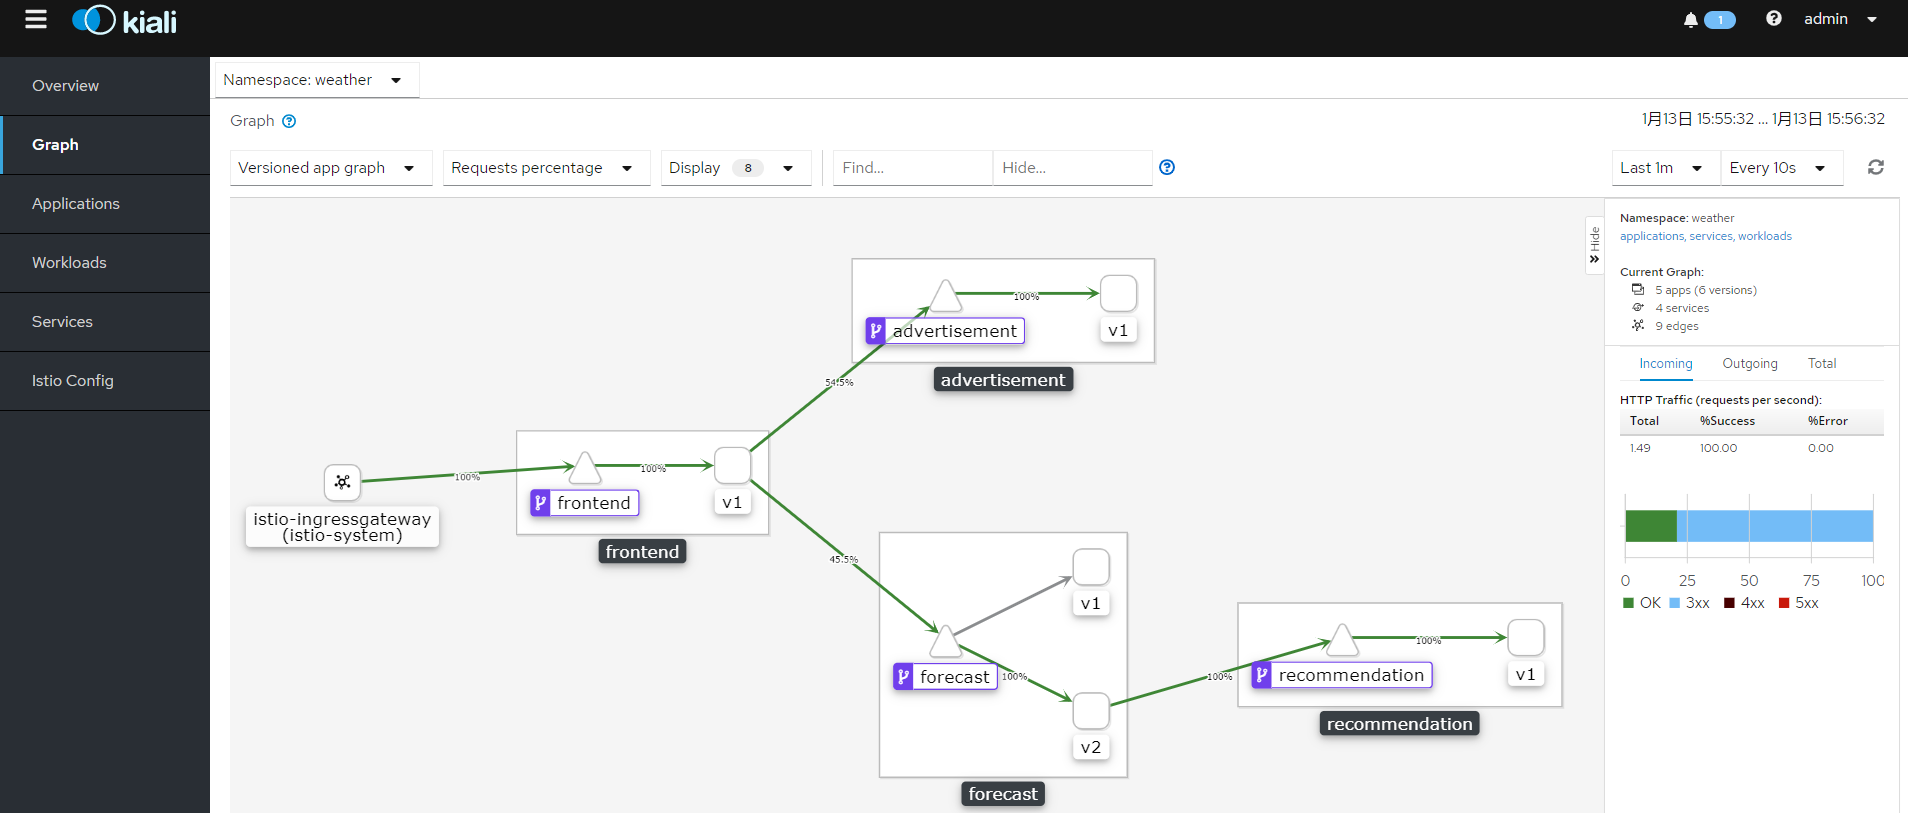 kiali
1
admin
Overview
Graph
Applications
Workloads
Services
Istio Config
Namespace: weather
Graph
1月13日 15:55:32 ... 1月13日 15:56:32
Versioned app graph
Requests percentage
Display 8
Find...
Hide...
Last 1m
Every 10s
100%
advertisement
v1
advertisement
54.5%
100%
100%
istio-ingressgateway
(istio-system)
frontend
v1
frontend
45.5%
v1
forecast
100%
v2
forecast
100%
100%
recommendation
v1
recommendation
Hide
Namespace: weather
applications, services, workloads
Current Graph:
5 apps (6 versions)
4 services
9 edges
Incoming Outgoing Total
HTTP Traffic (requests per second):
Total %Success %Error
1.49 100.00 0.00
0 25 50 75 100
OK 3xx 4xx 5xx